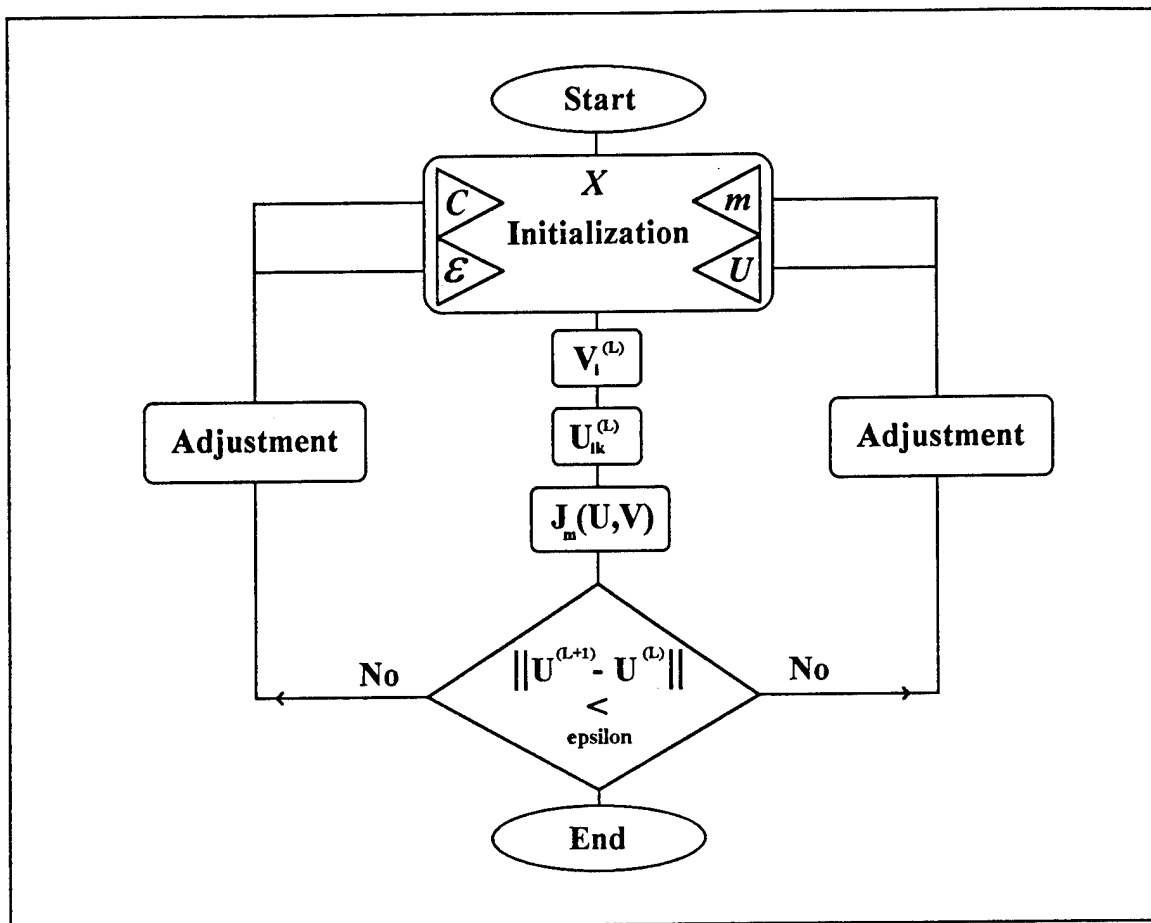 Start
X
C
m
Initialization
ℰ
U
V_i^(L)
Adjustment
U_ik^(L)
Adjustment
J_m(U,V)
No
||U^(L+1) - U^(L)||
No
<
epsilon
End